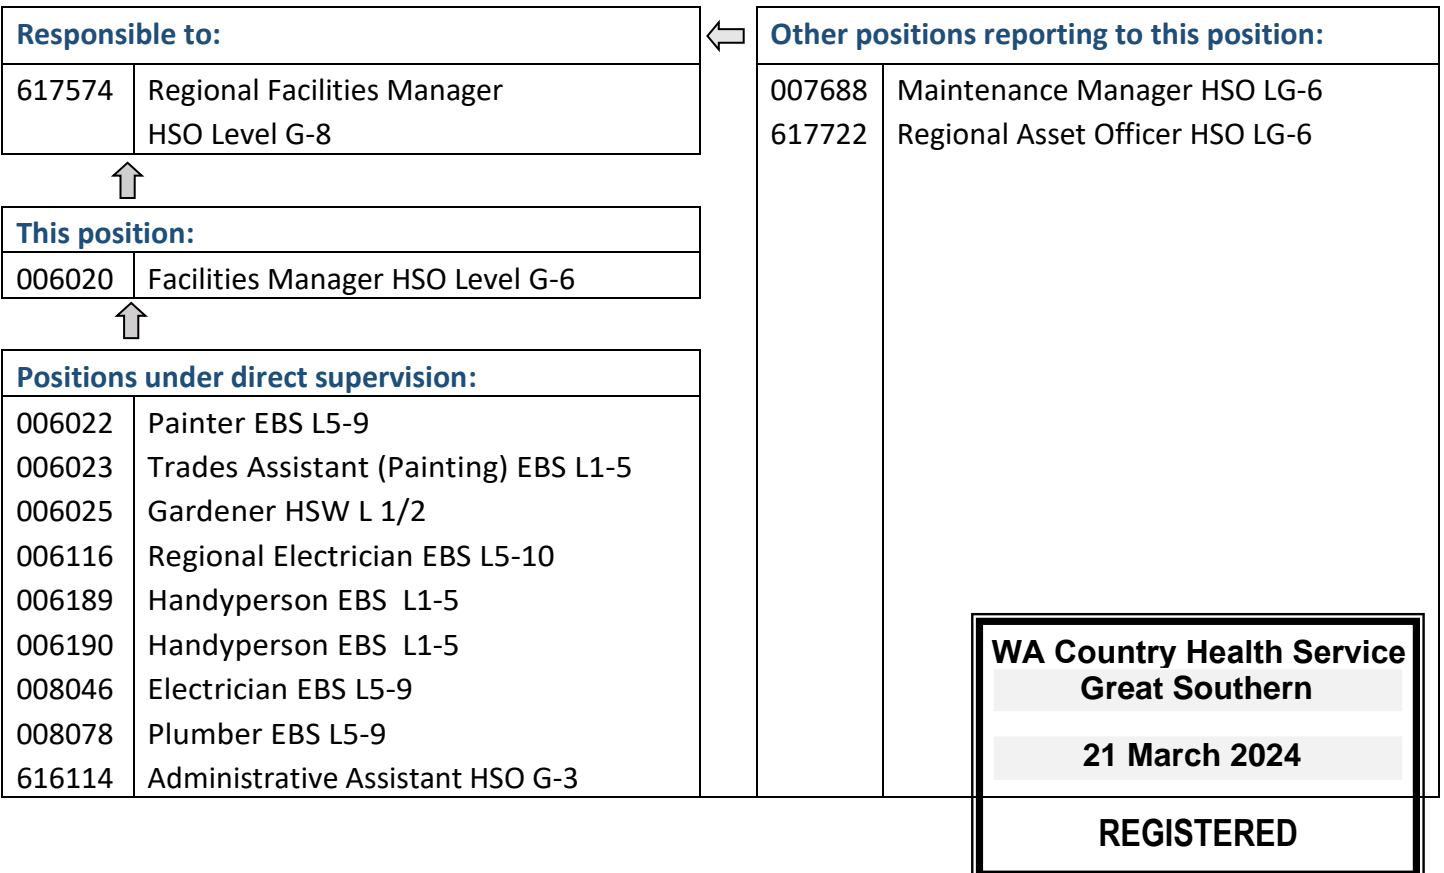 Responsible to:
617574 Regional Facilities Manager
HSO Level G-8
This position:
006020 Facilities Manager HSO Level G-6
Positions under direct supervision:
006022 Painter EBS L5-9
006023 Trades Assistant (Painting) EBS L1-5
006025 Gardener HSW L 1/2
006116 Regional Electrician EBS L5-10
006189 Handyperson EBS L1-5
006190 Handyperson EBS L1-5
008046 Electrician EBS L5-9
008078 Plumber EBS L5-9
616114 Administrative Assistant HSO G-3
Other positions reporting to this position:
007688 Maintenance Manager HSO LG-6
617722 Regional Asset Officer HSO LG-6
WA Country Health Service
Great Southern
21 March 2024
REGISTERED